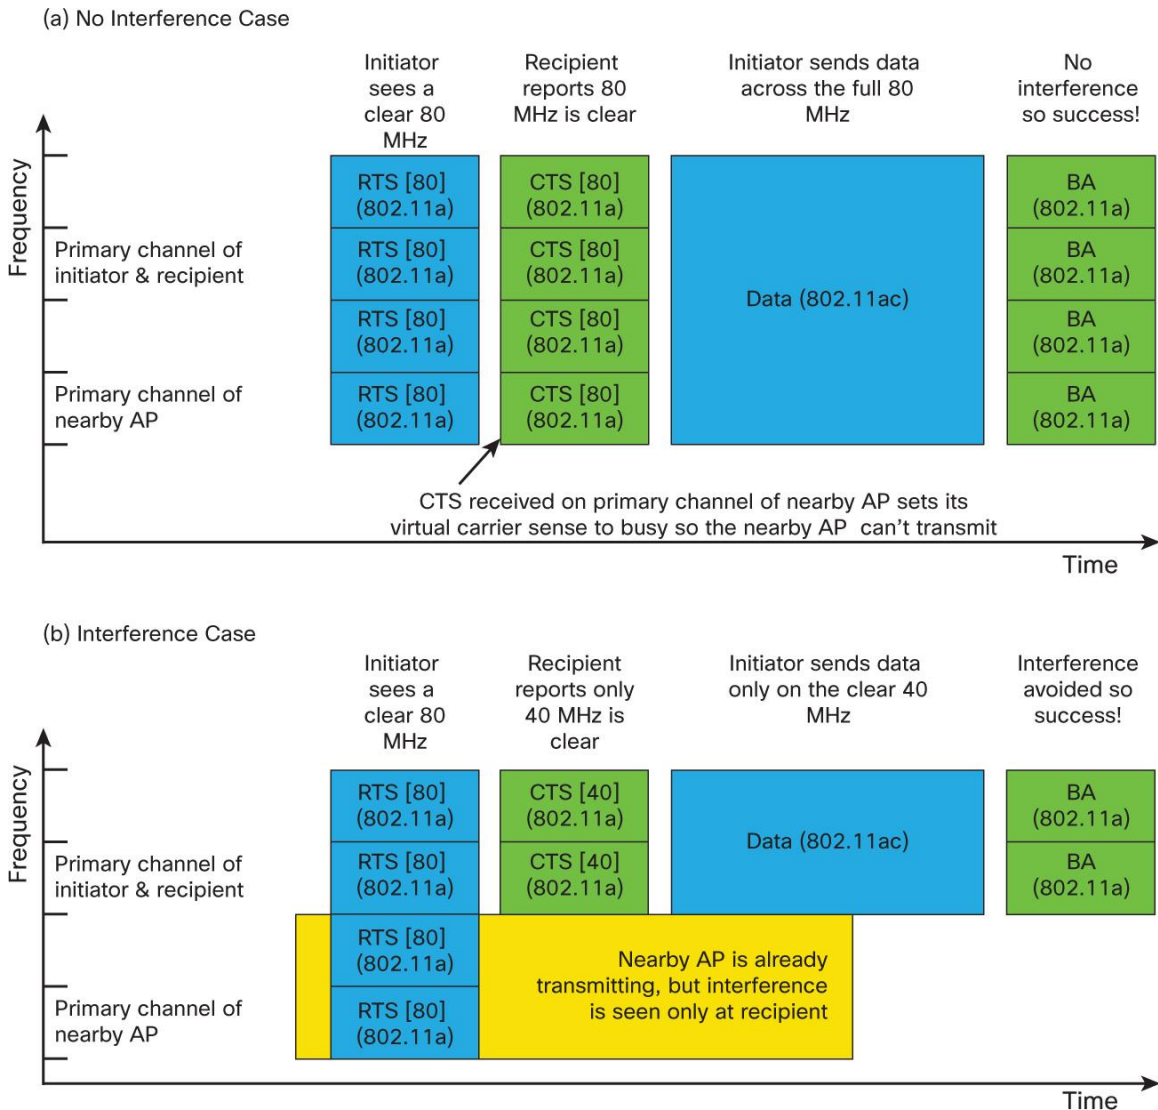 (a) No Interference Case
Initiator
sees a
clear 80
MHz
Recipient
reports 80
MHz is clear
Initiator sends data
across the full 80
MHz
No
interference
so success!
Frequency
Primary channel of
initiator & recipient
Primary channel of
nearby AP
RTS [80]
(802.11a)
RTS [80]
(802.11a)
RTS [80]
(802.11a)
RTS [80]
(802.11a)
CTS [80]
(802.11a)
CTS [80]
(802.11a)
CTS [80]
(802.11a)
CTS [80]
(802.11a)
Data (802.11ac)
BA
(802.11a)
BA
(802.11a)
BA
(802.11a)
BA
(802.11a)
CTS received on primary channel of nearby AP sets its
virtual carrier sense to busy so the nearby AP can't transmit
Time
(b) Interference Case
Initiator
sees a
clear 80
MHz
Recipient
reports only
40 MHz is
clear
Initiator sends data
only on the clear 40
MHz
Interference
avoided so
success!
Frequency
Primary channel of
initiator & recipient
Primary channel of
nearby AP
RTS [80]
(802.11a)
RTS [80]
(802.11a)
RTS [80]
(802.11a)
RTS [80]
(802.11a)
CTS [40]
(802.11a)
CTS [40]
(802.11a)
Data (802.11ac)
BA
(802.11a)
BA
(802.11a)
Nearby AP is already
transmitting, but interference
is seen only at recipient
Time